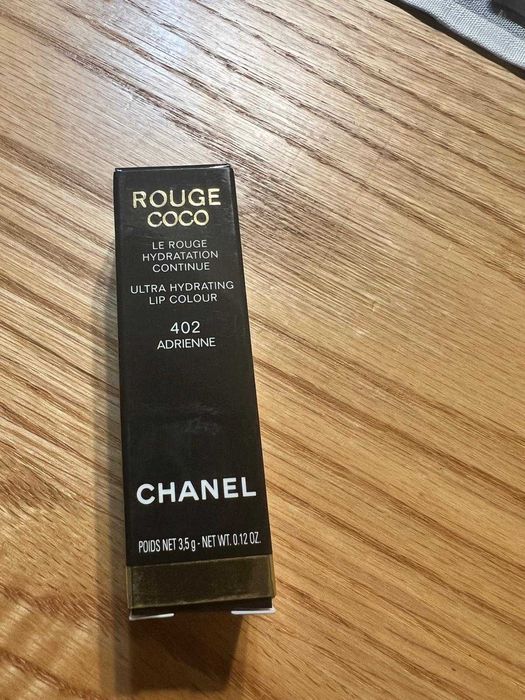 ROUGE
COCO
LE ROUGE
HYDRATATION
CONTINUE
ULTRA HYDRATING
LIP COLOUR
402
ADRIENNE
CHANEL
POIDS NET 3,5 g - NET WT. 0.12 OZ.